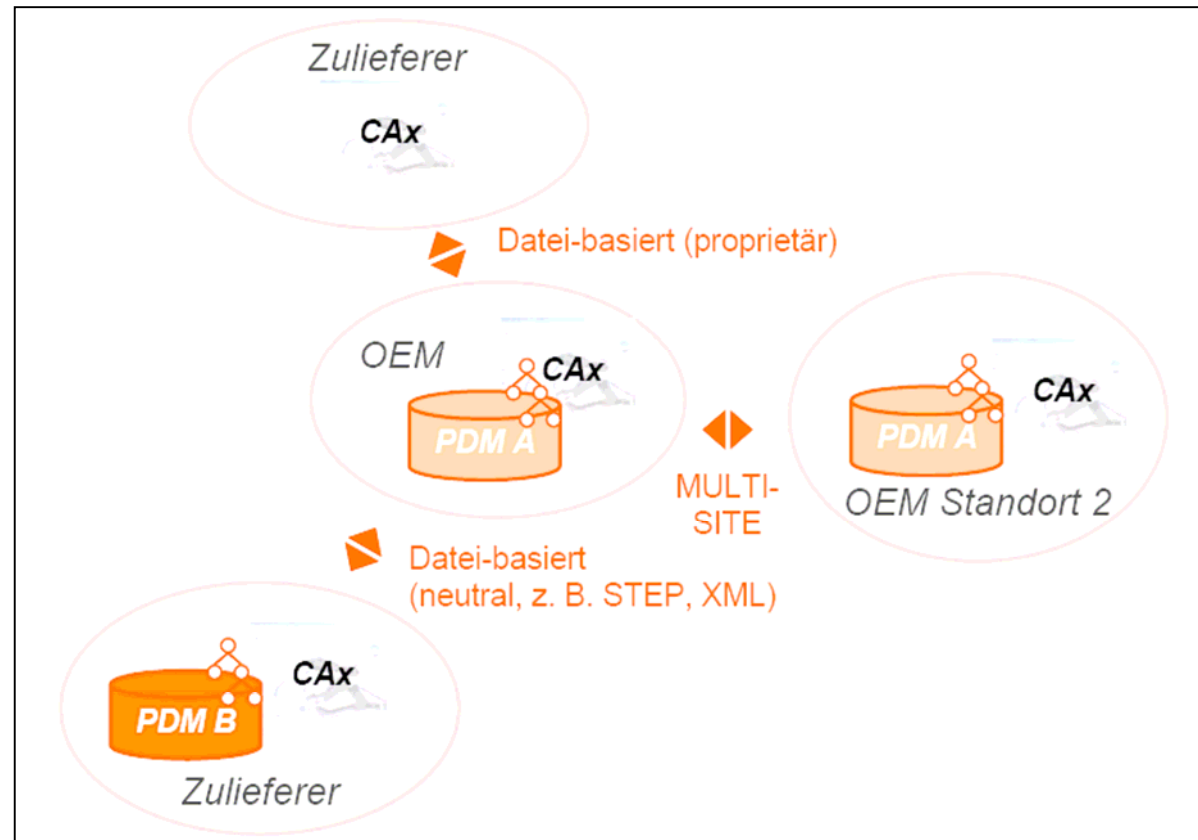 Zulieferer
CAx
Datei-basiert (proprietär)
OEM
CAx
PDM A
MULTI-
SITE
CAx
PDM A
OEM Standort 2
Datei-basiert
(neutral, z. B. STEP, XML)
CAx
PDM B
Zulieferer